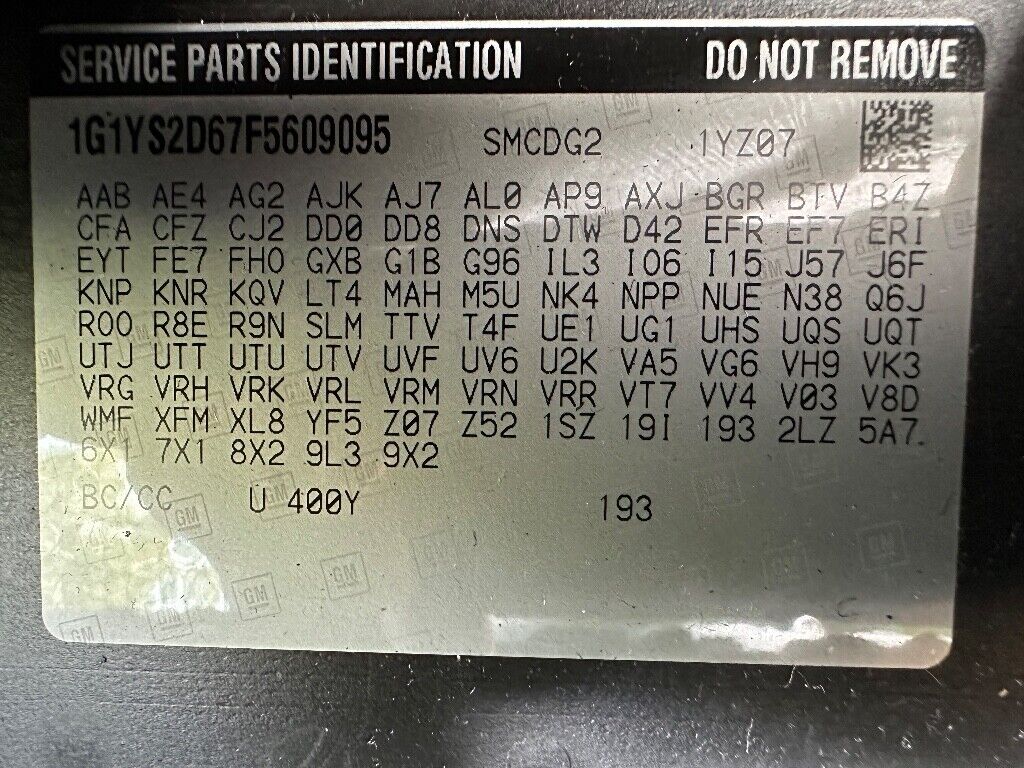 SERVICE PARTS IDENTIFICATION DO NOT REMOVE
1G1YS2D67F5609095 SMCDG2 1YZ07
AAB AE4 AG2 AJK AJ7 AL0 AP9 AXJ BGR BTV B4Z
CFA CFZ CJ2 DD0 DD8 DNS DTW D42 EFR EF7 ERI
EYT FE7 FHO GXB G1B G96 IL3 I06 I15 J57 J6F
KNP KNR KQV LT4 MAH M5U NK4 NPP NUE N38 Q6J
R00 R8E R9N SLM TTV T4F UE1 UG1 UHS UQS UQT
UTJ UTT UTU UTV UVF UV6 U2K VA5 VG6 VH9 VK3
VRG VRH VRK VRL VRM VRN VRR VT7 VV4 V03 V8D
WMF XFM XL8 YF5 Z07 Z52 1SZ 19I 193 2LZ 5A7
6X1 7X1 8X2 9L3 9X2
BC/CC U 400Y 193
GM
GM
GM
GM